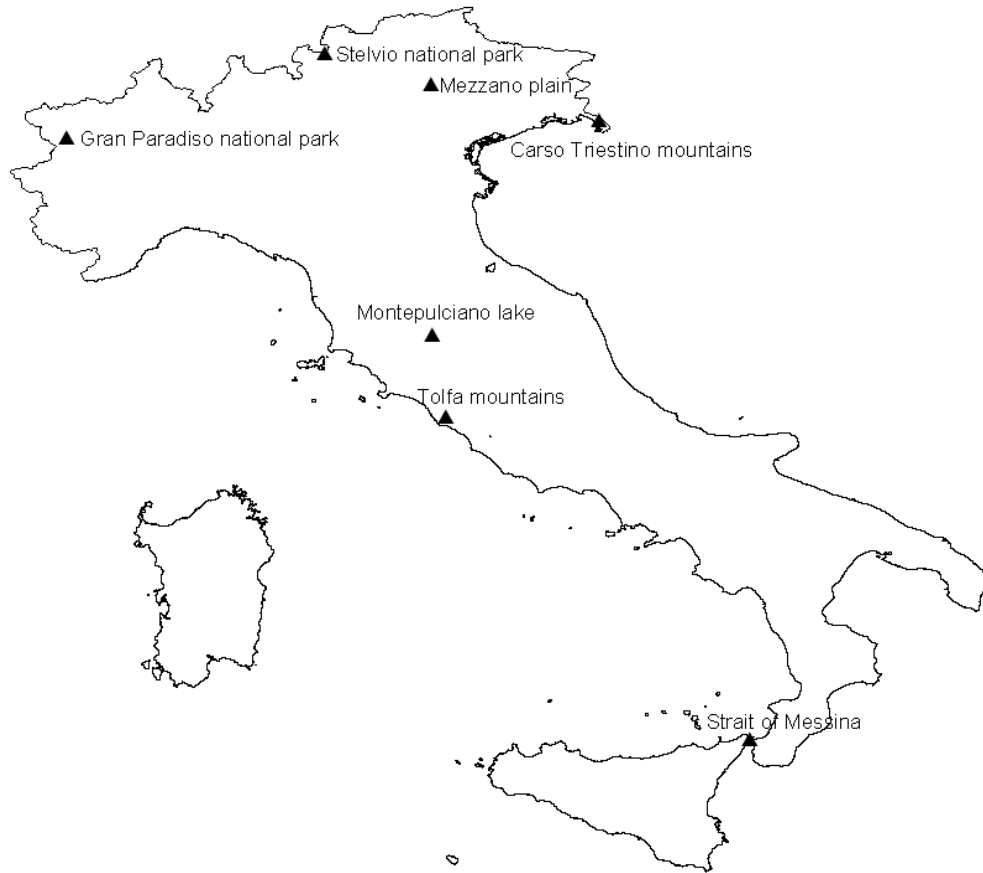 Stelvio national park
Mezzano plain
Gran Paradiso national park
Carso Triestino mountains
Montepulciano lake
Tolfa mountains
Strait of Messina